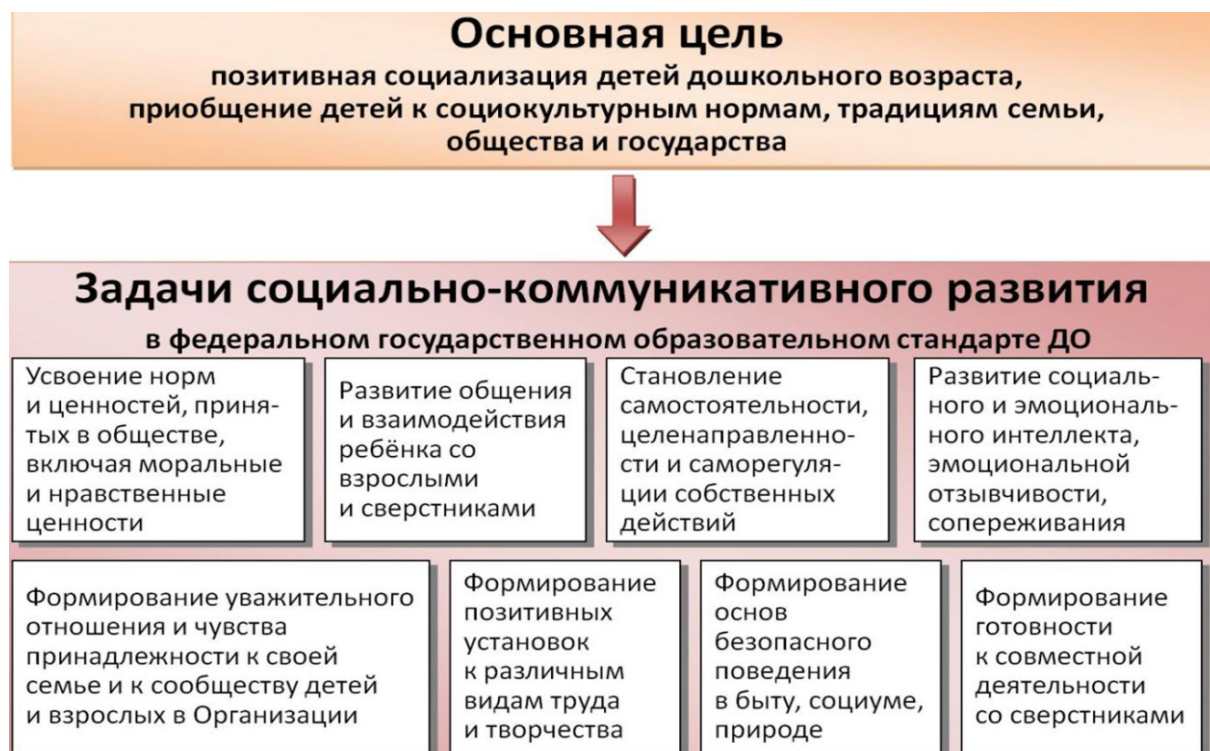 Основная цель
позитивная социализация детей дошкольного возраста,
приобщение детей к социокультурным нормам, традициям семьи,
общества и государства
Задачи социально-коммуникативного развития
в федеральном государственном образовательном стандарте ДО
Усвоение норм
и ценностей, приня-
тых в обществе,
включая моральные
и нравственные
ценности
Развитие общения
и взаимодействия
ребёнка со
взрослыми
и сверстниками
Становление
самостоятельности,
целенаправленно-
сти и саморегуля-
ции собственных
действий
Развитие социаль-
ного и эмоциональ-
ного интеллекта,
эмоциональной
отзывчивости,
сопереживания
Формирование уважительного
отношения и чувства
принадлежности к своей
семье и к сообществу детей
и взрослых в Организации
Формирование
позитивных
установок
к различным
видам труда
и творчества
Формирование
основ
безопасного
поведения
в быту, социуме,
природе
Формирование
готовности
к совместной
деятельности
со сверстниками